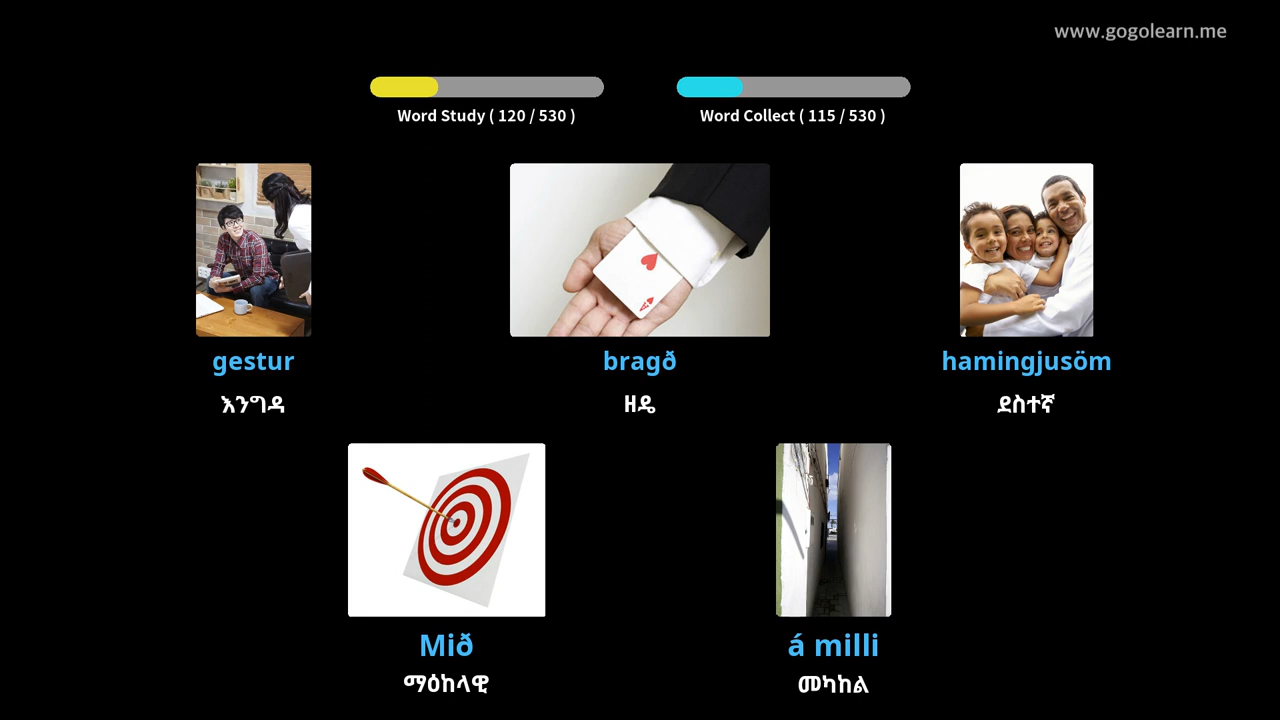 www.gogolearn.me
Word Study ( 120 / 530 )
Word Collect ( 115 / 530 )
gestur
bragð
hamingjusöm
እንግዳ
ዘዴ
ደስተኛ
Mið
á milli
ማዕከላዊ
መካከል